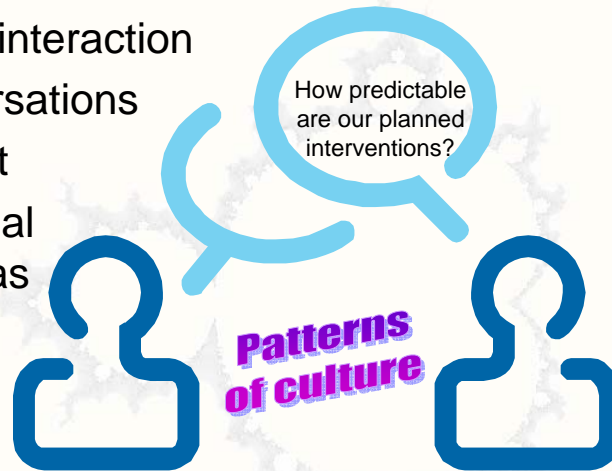 interaction
rsations
t
al
as
How predictable
are our planned
interventions?
Patterns
of culture